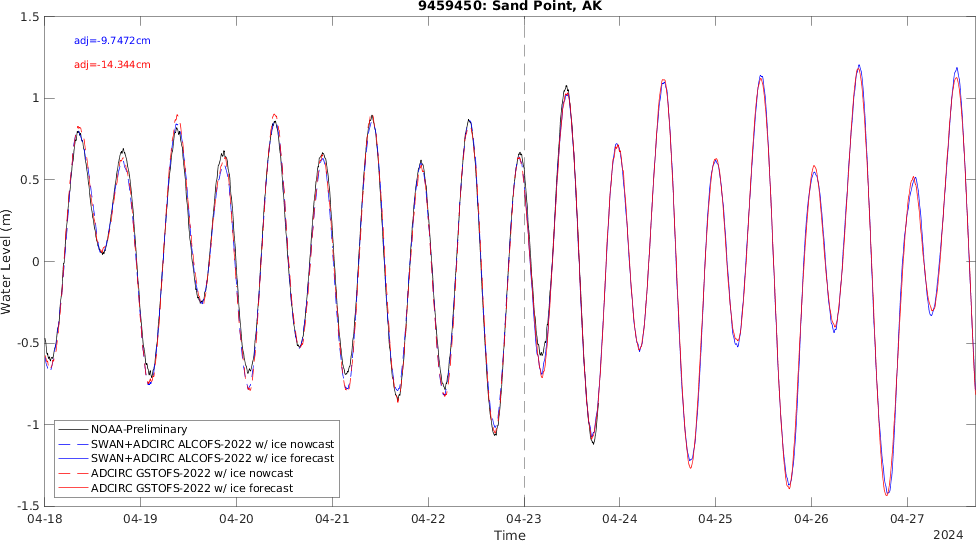 9459450: Sand Point, AK
adj=-9.7472cm
adj=-14.344cm
Water Level (m)
1.5
1
0.5
0
-0.5
-1
-1.5
NOAA-Preliminary
SWAN+ADCIRC ALCOFS-2022 w/ ice nowcast
SWAN+ADCIRC ALCOFS-2022 w/ ice forecast
ADCIRC GSTOFS-2022 w/ ice nowcast
ADCIRC GSTOFS-2022 w/ ice forecast
04-18 04-19 04-20 04-21 04-22 04-23 04-24 04-25 04-26 04-27
Time
2024